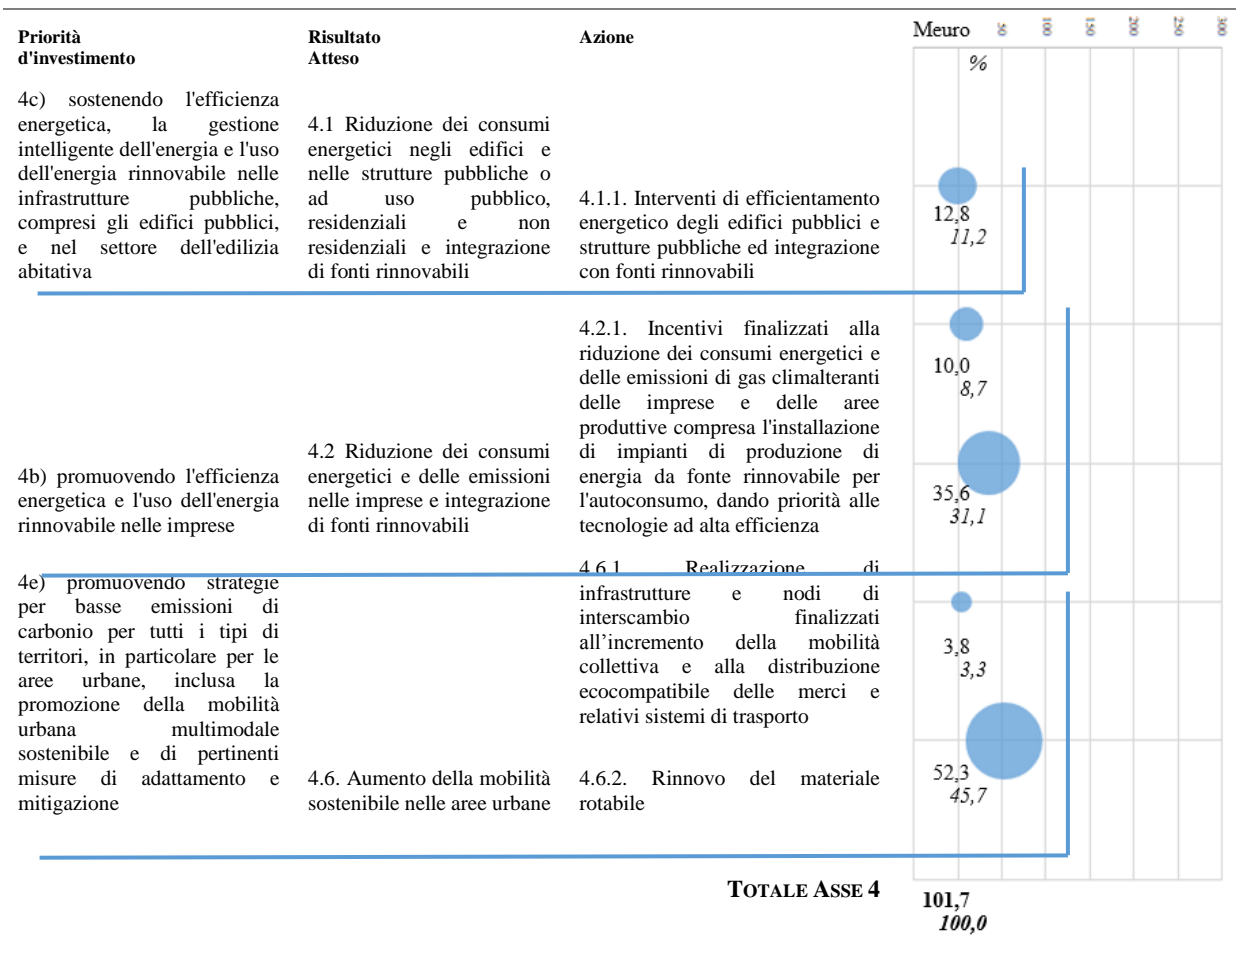 Priorità
d'investimento
Risultato
Atteso
Azione
Meuro
50
100
150
200
250
300
%
4c) sostenendo l'efficienza
energetica, la gestione
intelligente dell'energia e l'uso
dell'energia rinnovabile nelle
infrastrutture pubbliche,
compresi gli edifici pubblici,
e nel settore dell'edilizia
abitativa
4.1 Riduzione dei consumi
energetici negli edifici e
nelle strutture pubbliche o
ad uso pubblico,
residenziali e non
residenziali e integrazione
di fonti rinnovabili
4.1.1. Interventi di efficientamento
energetico degli edifici pubblici e
strutture pubbliche ed integrazione
con fonti rinnovabili
12,8
11,2
4b) promuovendo l'efficienza
energetica e l'uso dell'energia
rinnovabile nelle imprese
4.2 Riduzione dei consumi
energetici e delle emissioni
nelle imprese e integrazione
di fonti rinnovabili
4.2.1. Incentivi finalizzati alla
riduzione dei consumi energetici e
delle emissioni di gas climalteranti
delle imprese e delle aree
produttive compresa l'installazione
di impianti di produzione di
energia da fonte rinnovabile per
l'autoconsumo, dando priorità alle
tecnologie ad alta efficienza
10,0
8,7
35,6
31,1
4e) promuovendo strategie
per basse emissioni di
carbonio per tutti i tipi di
territori, in particolare per le
aree urbane, inclusa la
promozione della mobilità
urbana multimodale
sostenibile e di pertinenti
misure di adattamento e
mitigazione
4.6. Aumento della mobilità
sostenibile nelle aree urbane
4.6.1 Realizzazione di
infrastrutture e nodi di
interscambio finalizzati
all’incremento della mobilità
collettiva e alla distribuzione
ecocompatibile delle merci e
relativi sistemi di trasporto
4.6.2. Rinnovo del materiale
rotabile
3,8
3,3
52,3
45,7
TOTALE ASSE 4
101,7
100,0